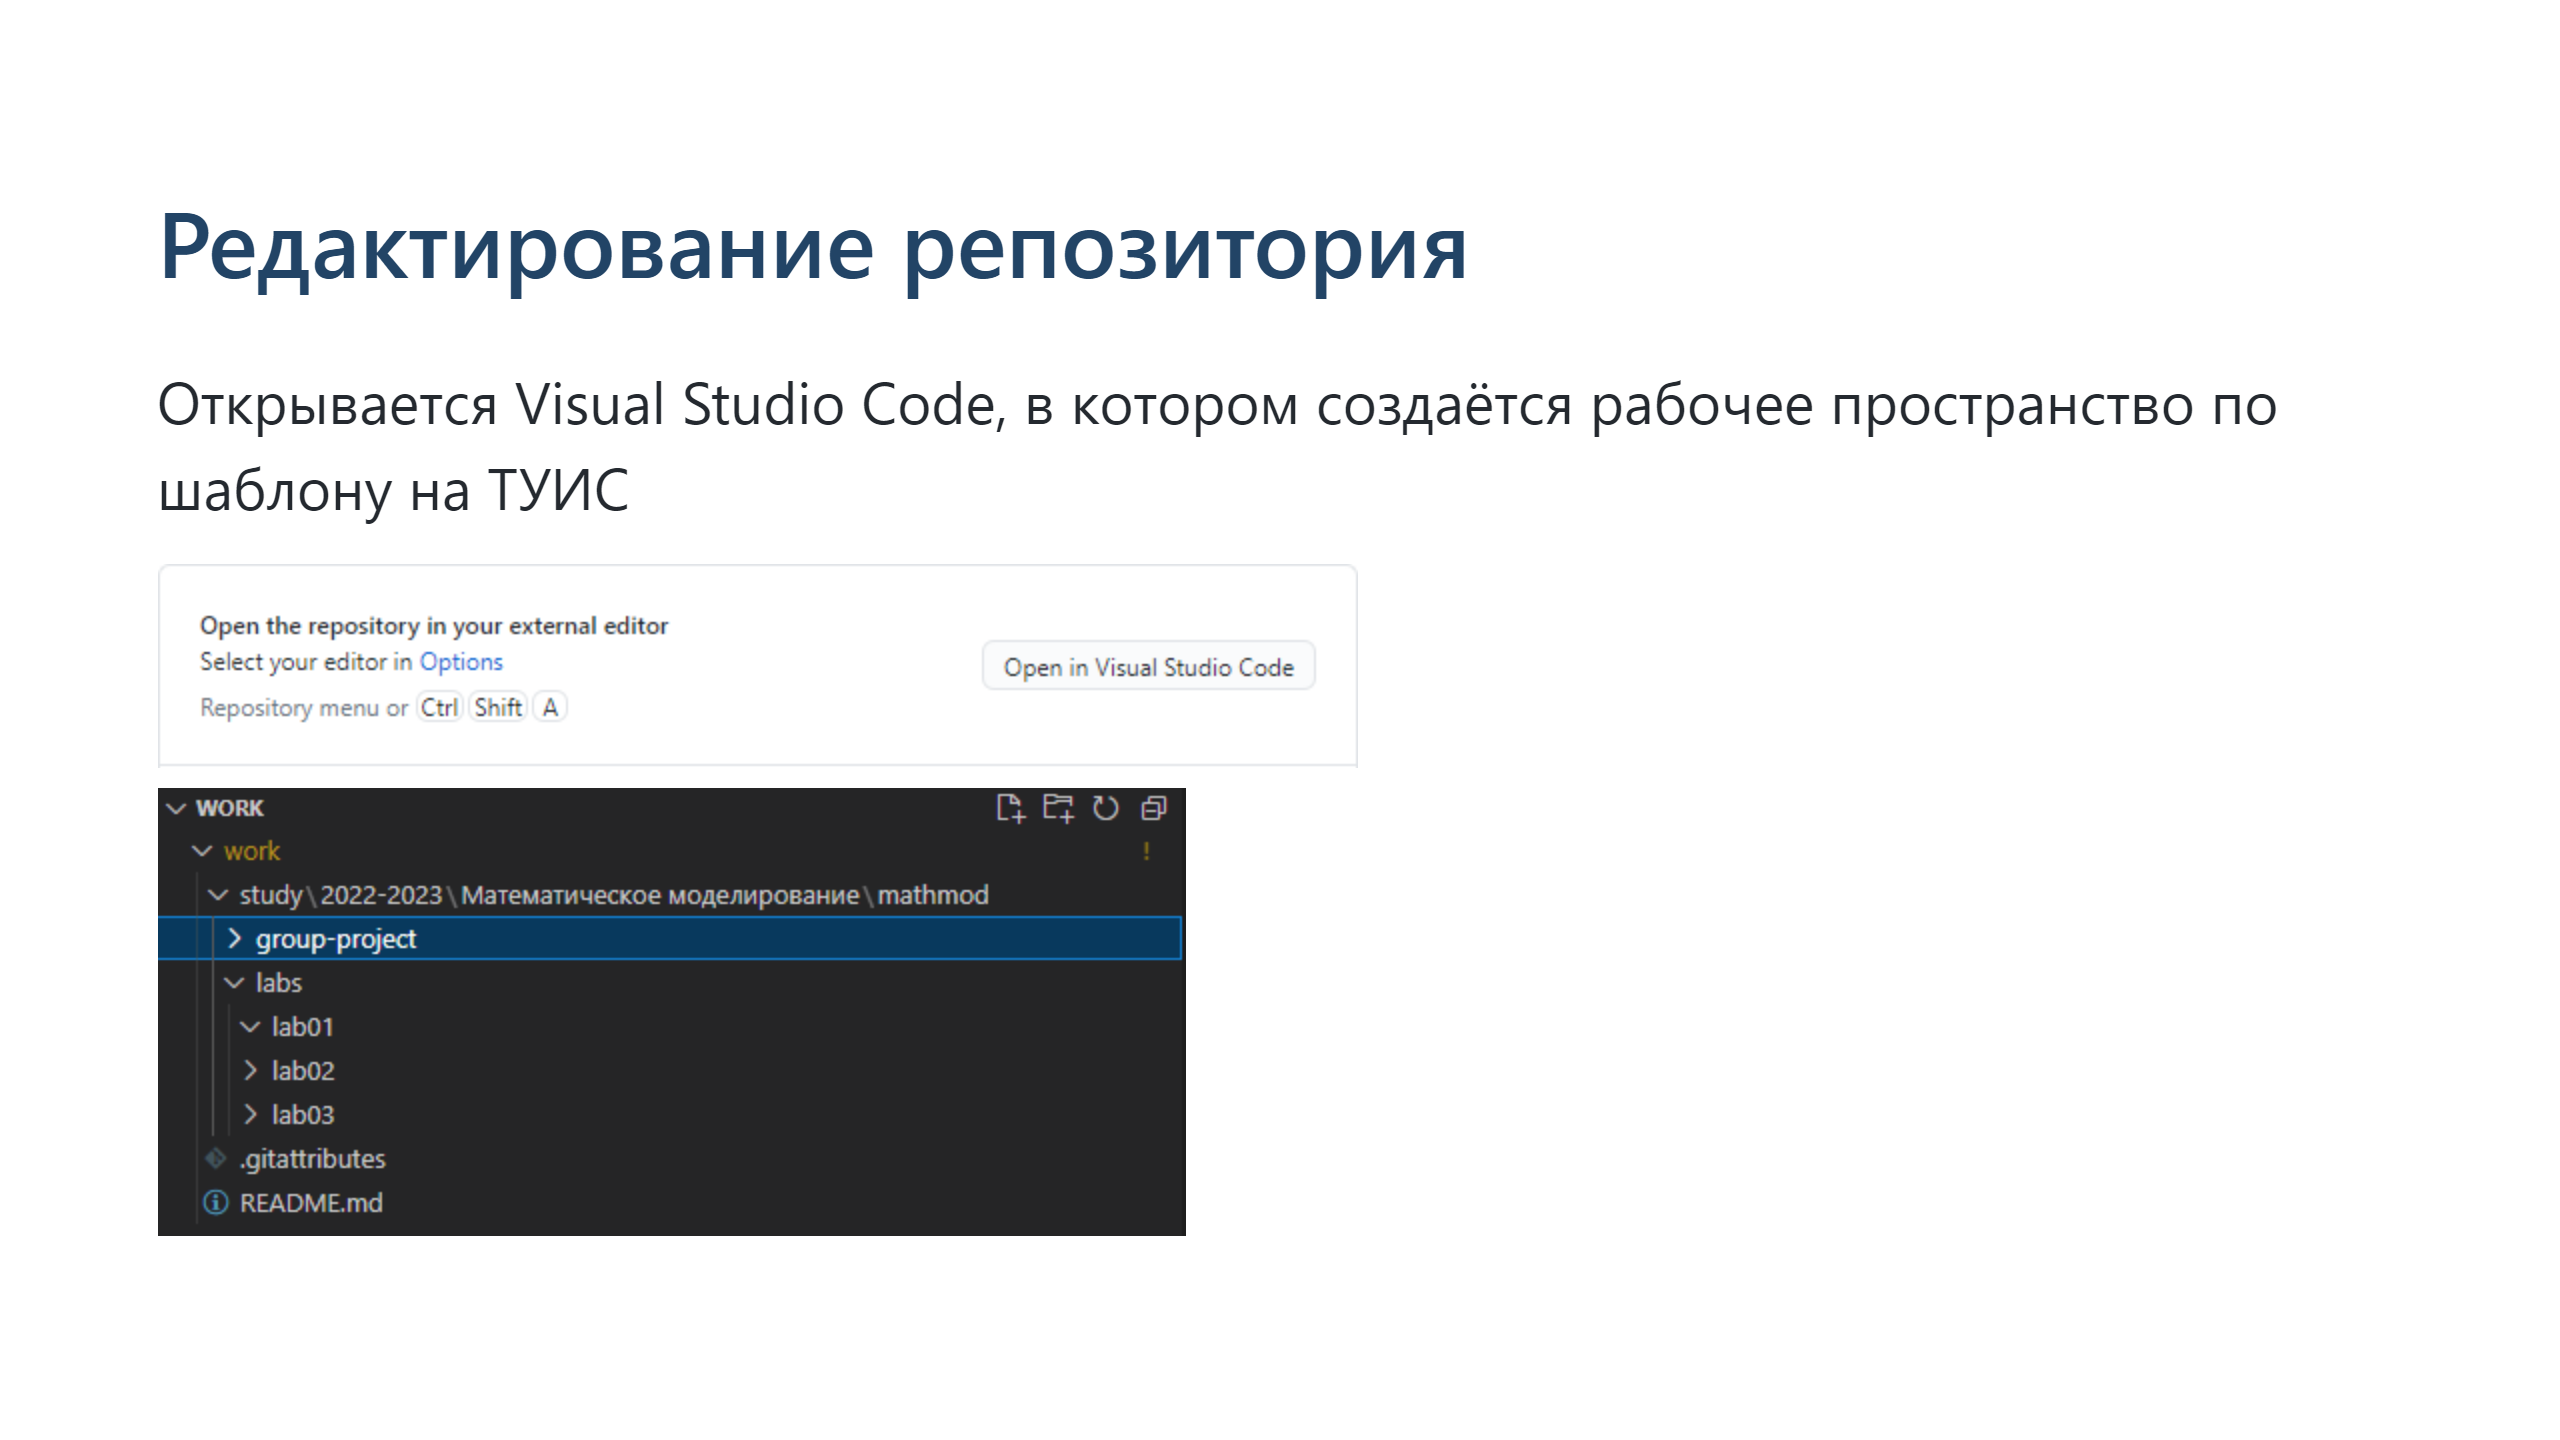 Редактирование репозитория
Открывается Visual Studio Code, в котором создаётся рабочее пространство по
шаблону на ТУИС
Open the repository in your external editor
Select your editor in Options
Open in Visual Studio Code
Repository menu or Ctrl Shift A
WORK
work !
study\2022-2023\Математическое моделирование\mathmod
group-project
labs
lab01
lab02
lab03
.gitattributes
README.md